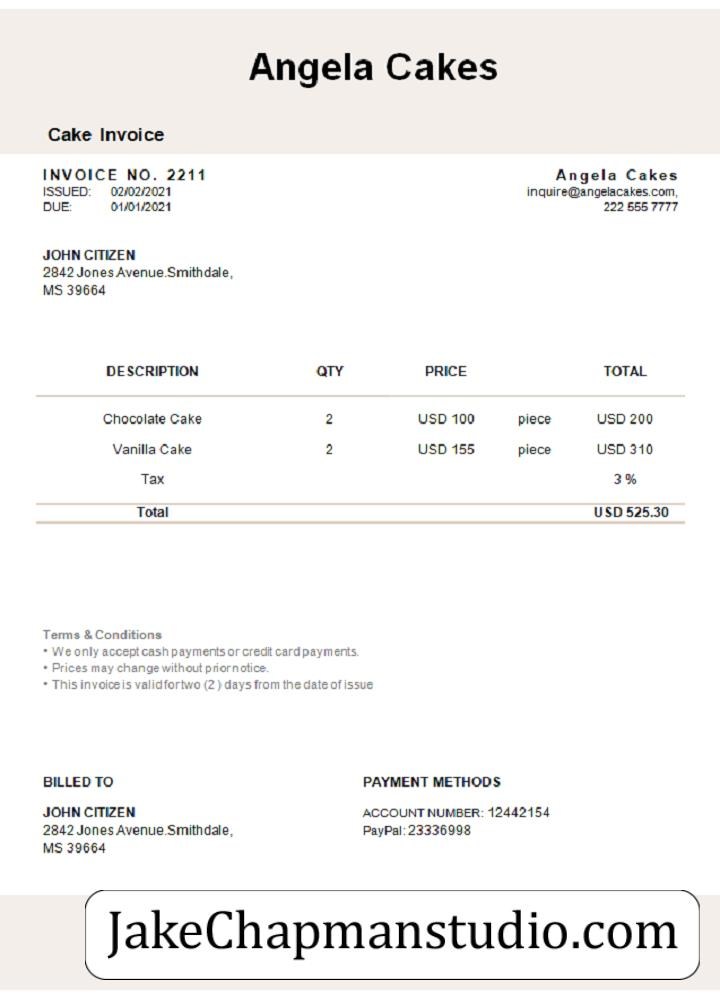 Angela Cakes
Cake Invoice
INVOICE NO. 2211
ISSUED: 02/02/2021
DUE: 01/01/2021
Angela Cakes
inquire@angelacakes.com,
222 555 7777
JOHN CITIZEN
2842 Jones Avenue.Smithdale,
MS 39664
DESCRIPTION QTY PRICE TOTAL
Chocolate Cake 2 USD 100 piece USD 200
Vanilla Cake 2 USD 155 piece USD 310
Tax 3 %
Total USD 525.30
Terms & Conditions
• We only accept cash payments or credit card payments.
• Prices may change without prior notice.
• This invoice is valid for two (2) days from the date of issue
BILLED TO
JOHN CITIZEN
2842 Jones Avenue.Smithdale,
MS 39664
PAYMENT METHODS
ACCOUNT NUMBER: 12442154
PayPal: 23336998
JakeChapmanstudio.com